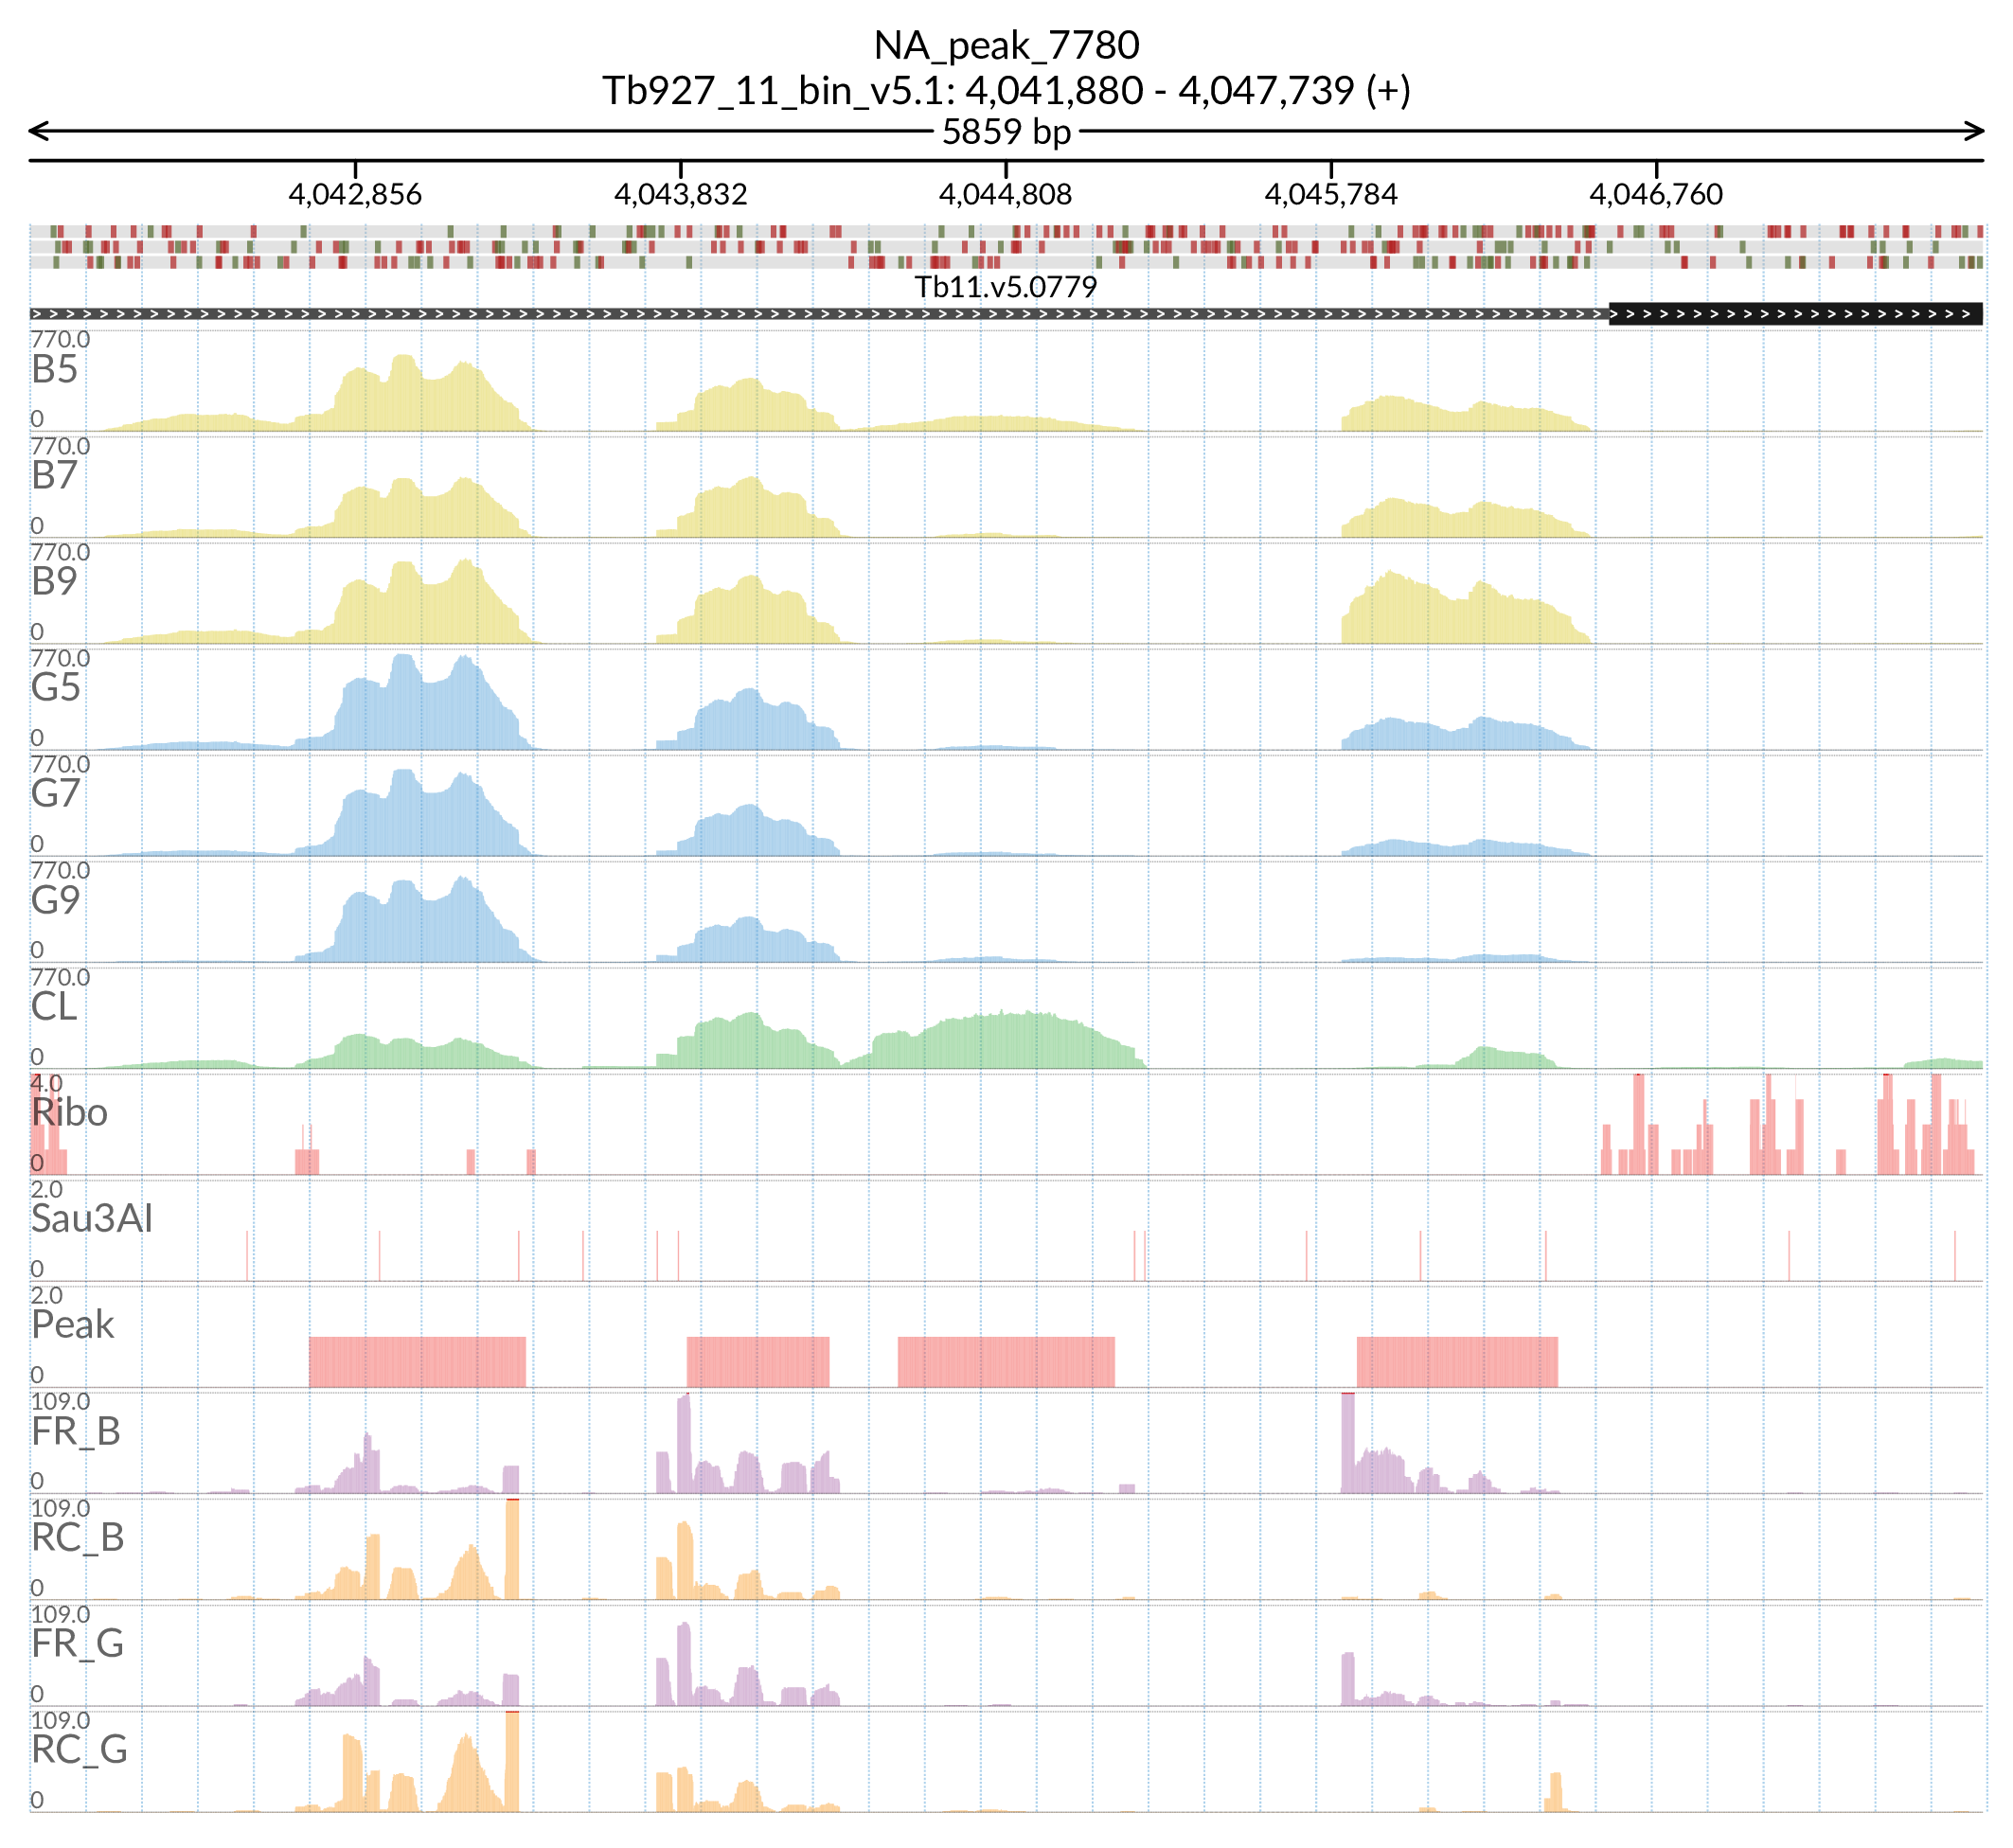 NA_peak_7780
Tb927_11_bin_v5.1: 4,041,880 - 4,047,739 (+)
5859 bp
4,042,856 4,043,832 4,044,808 4,045,784 4,046,760
Tb11.v5.0779
770.0
B5
0
770.0
B7
0
770.0
B9
0
770.0
G5
0
770.0
G7
0
770.0
G9
0
770.0
CL
0
4.0
Ribo
0
2.0
Sau3AI
0
2.0
Peak
0
109.0
FR_B
0
109.0
RC_B
0
109.0
FR_G
0
109.0
RC_G
0